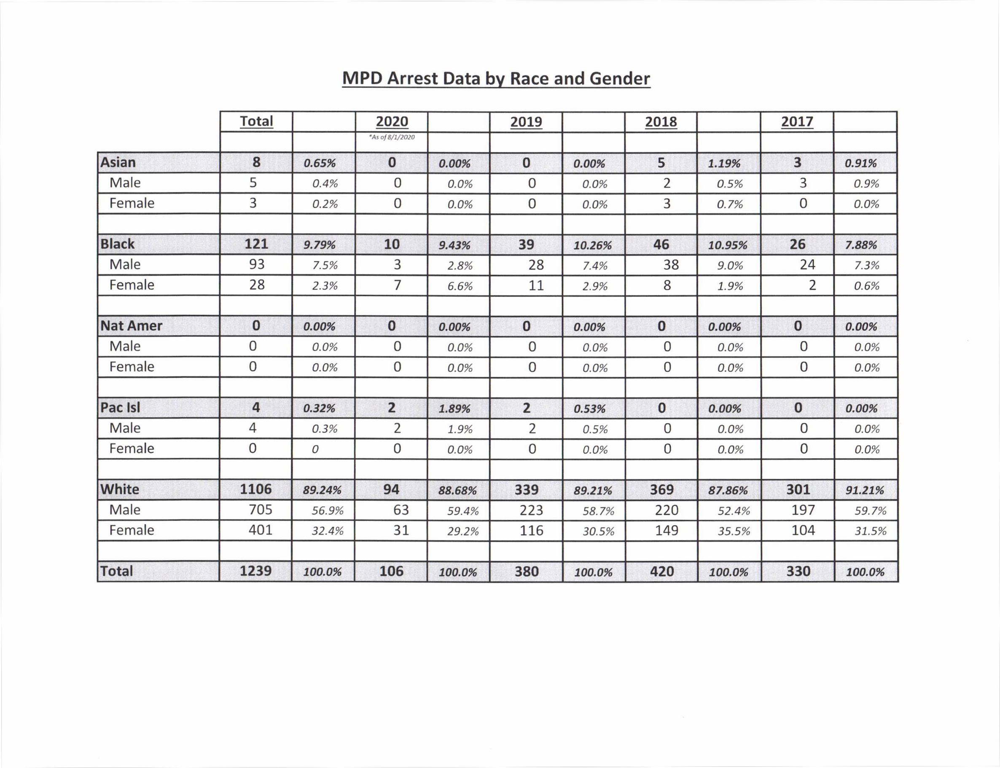 MPD Arrest Data by Race and Gender
Total 2020 2019 2018 2017
*As of 8/1/2020
Asian 8 0.65% 0 0.00% 0 0.00% 5 1.19% 3 0.91%
Male 5 0.4% 0 0.0% 0 0.0% 2 0.5% 3 0.9%
Female 3 0.2% 0 0.0% 0 0.0% 3 0.7% 0 0.0%
Black 121 9.79% 10 9.43% 39 10.26% 46 10.95% 26 7.88%
Male 93 7.5% 3 2.8% 28 7.4% 38 9.0% 24 7.3%
Female 28 2.3% 7 6.6% 11 2.9% 8 1.9% 2 0.6%
Nat Amer 0 0.00% 0 0.00% 0 0.00% 0 0.00% 0 0.00%
Male 0 0.0% 0 0.0% 0 0.0% 0 0.0% 0 0.0%
Female 0 0.0% 0 0.0% 0 0.0% 0 0.0% 0 0.0%
Pac Isl 4 0.32% 2 1.89% 2 0.53% 0 0.00% 0 0.00%
Male 4 0.3% 2 1.9% 2 0.5% 0 0.0% 0 0.0%
Female 0 0 0 0.0% 0 0.0% 0 0.0% 0 0.0%
White 1106 89.24% 94 88.68% 339 89.21% 369 87.86% 301 91.21%
Male 705 56.9% 63 59.4% 223 58.7% 220 52.4% 197 59.7%
Female 401 32.4% 31 29.2% 116 30.5% 149 35.5% 104 31.5%
Total 1239 100.0% 106 100.0% 380 100.0% 420 100.0% 330 100.0%